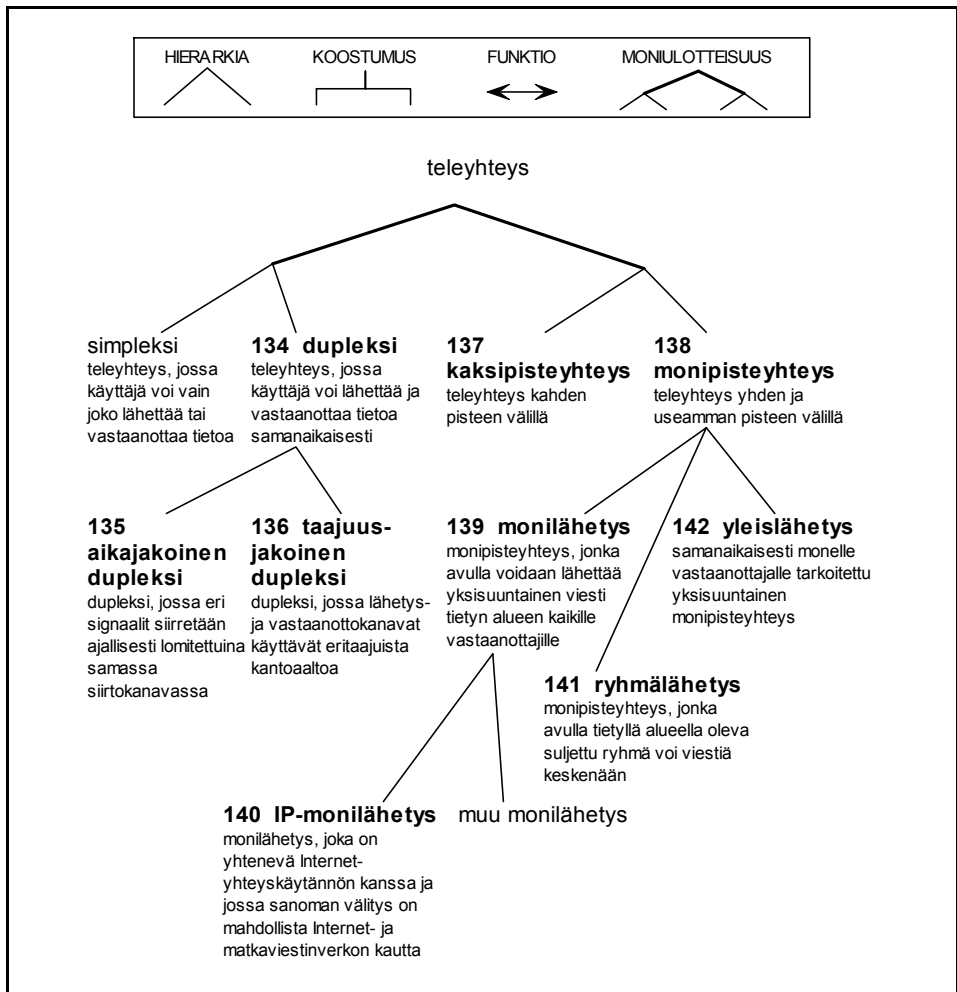 HIERARKIA KOOSTUMUS FUNKTIO MONIULOTTEISUUS
teleyhteys
simpleksi
teleyhteys, jossa
käyttäjä voi vain
joko lähettää tai
vastaanottaa tietoa
134 dupleksi
teleyhteys, jossa
käyttäjä voi lähettää ja
vastaanottaa tietoa
samanaikaisesti
137
kaksipisteyhteys
teleyhteys kahden
pisteen välillä
138
monipisteyhteys
teleyhteys yhden ja
useamman pisteen välillä
135
aikajakoinen
dupleksi
dupleksi, jossa eri
signaalit siirretään
ajallisesti lomitettuina
samassa
siirtokanavassa
136 taajuus-
jakoinen
dupleksi
dupleksi, jossa lähetys-
ja vastaanottokanavat
käyttävät eritaajuista
kantoaaltoa
139 monilähetys
monipisteyhteys, jonka
avulla voidaan lähettää
yksisuuntainen viesti
tietyn alueen kaikille
vastaanottajille
142 yleislähetys
samanaikaisesti monelle
vastaanottajalle tarkoitettu
yksisuuntainen
monipisteyhteys
141 ryhmälähetys
monipisteyhteys, jonka
avulla tietyllä alueella oleva
suljettu ryhmä voi viestiä
keskenään
140 IP-monilähetys
monilähetys, joka on
yhtenevä Internet-
yhteyskäytännön kanssa ja
jossa sanoman välitys on
mahdollista Internet- ja
matkaviestinverkon kautta
muu monilähetys